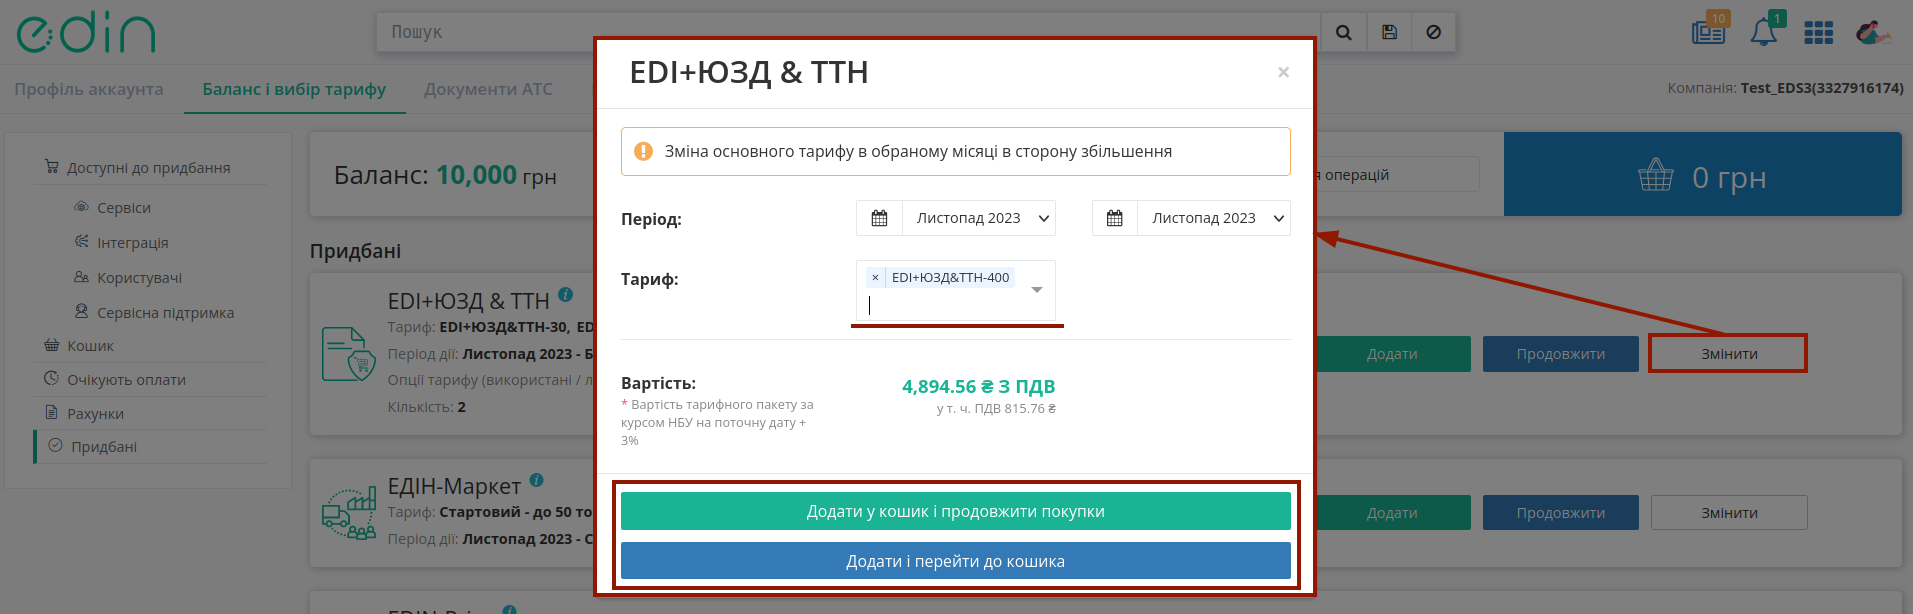 edin
Пошук
10
1
Профіль аккаунта
Баланс і вибір тарифу
Документи АТС
Компанія: Test_EDS3(3327916174)
Доступні до придбання
Сервіси
Інтеграція
Користувачі
Сервісна підтримка
Кошик
Очікують оплати
Рахунки
Придбані
Баланс: 10,000 грн
операцій
0 грн
Придбані
EDI+ЮЗД & ТТН
Тариф: EDI+ЮЗД&ТТН-30, ED
Період дії: Листопад 2023 - Б
Опції тарифу (використані / л
Кількість: 2
Додати
Продовжити
Змінити
ЕДІН-Маркет
Тариф: Стартовий - до 50 то
Період дії: Листопад 2023 - С
Додати
Продовжити
Змінити
EDI+ЮЗД & ТТН
×
Зміна основного тарифу в обраному місяці в сторону збільшення
Період:
Листопад 2023
Листопад 2023
Тариф:
× EDI+ЮЗД&ТТН-400
Вартість:
4,894.56 ₴ З ПДВ
* Вартість тарифного пакету за
курсом НБУ на поточну дату +
3%
у т. ч. ПДВ 815.76 ₴
Додати у кошик і продовжити покупки
Додати і перейти до кошика